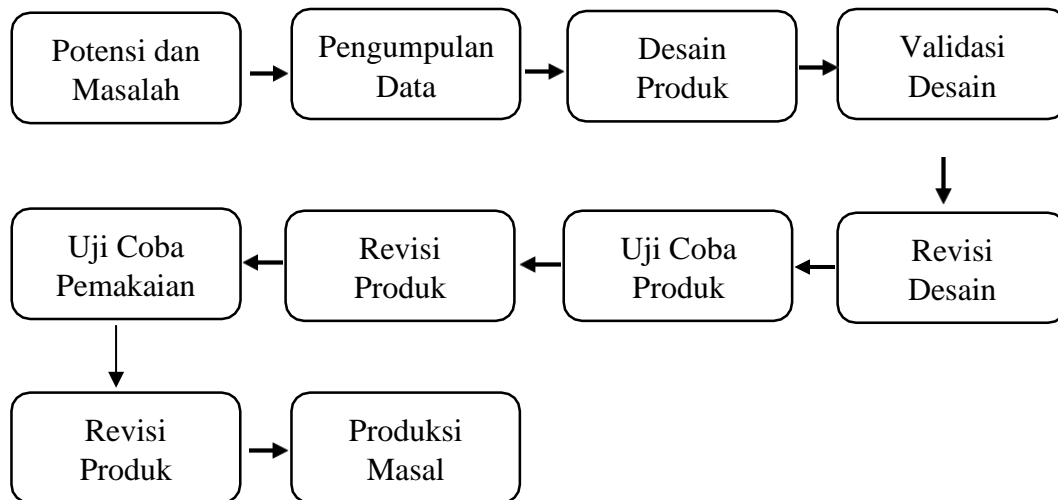 Potensi dan
Masalah
Pengumpulan
Data
Desain
Produk
Validasi
Desain
Revisi
Desain
Uji Coba
Produk
Revisi
Produk
Uji Coba
Pemakaian
Revisi
Produk
Produksi
Masal